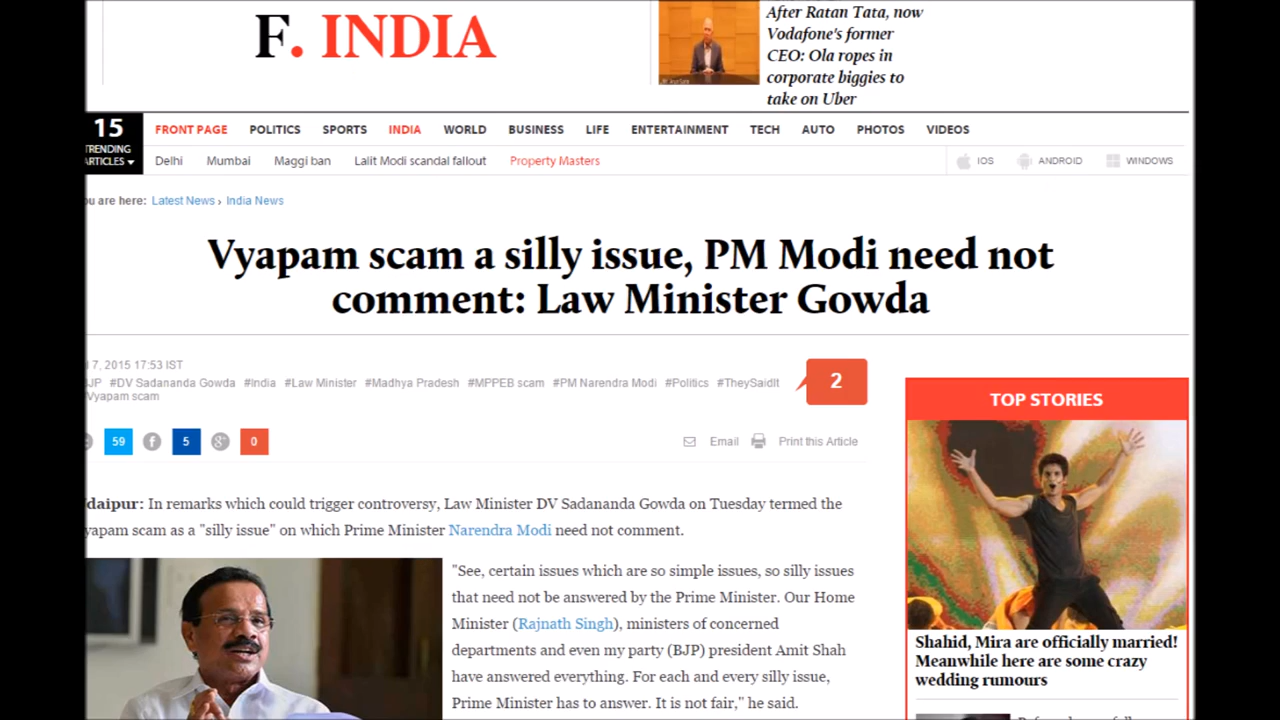 F. INDIA
After Ratan Tata, now
Vodafone's former
CEO: Ola ropes in
corporate biggies to
take on Uber
15
TRENDING
ARTICLES
FRONT PAGE POLITICS SPORTS INDIA WORLD BUSINESS LIFE ENTERTAINMENT TECH AUTO PHOTOS VIDEOS
Delhi Mumbai Maggi ban Lalit Modi scandal fallout Property Masters
IOS ANDROID WINDOWS
ou are here: Latest News › India News
Vyapam scam a silly issue, PM Modi need not
comment: Law Minister Gowda
7, 2015 17:53 IST
JP #DV Sadananda Gowda #India #Law Minister #Madhya Pradesh #MPPEB scam #PM Narendra Modi #Politics #TheySaidIt
Vyapam scam
2
59 5 0
Email Print this Article
daipur: In remarks which could trigger controversy, Law Minister DV Sadananda Gowda on Tuesday termed the
yapam scam as a "silly issue" on which Prime Minister Narendra Modi need not comment.
"See, certain issues which are so simple issues, so silly issues
that need not be answered by the Prime Minister. Our Home
Minister (Rajnath Singh), ministers of concerned
departments and even my party (BJP) president Amit Shah
have answered everything. For each and every silly issue,
Prime Minister has to answer. It is not fair," he said.
TOP STORIES
Shahid, Mira are officially married!
Meanwhile here are some crazy
wedding rumours